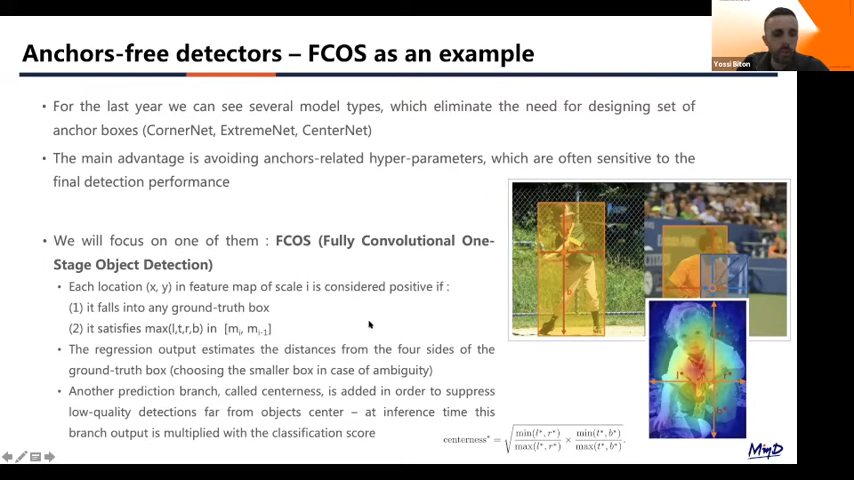 Yossi Biton
Anchors-free detectors – FCOS as an example
• For the last year we can see several model types, which eliminate the need for designing set of
anchor boxes (CornerNet, ExtremeNet, CenterNet)
• The main advantage is avoiding anchors-related hyper-parameters, which are often sensitive to the
final detection performance
• We will focus on one of them : FCOS (Fully Convolutional One-
Stage Object Detection)
• Each location (x, y) in feature map of scale i is considered positive if :
(1) it falls into any ground-truth box
(2) it satisfies max(l,t,r,b) in [mᵢ, mᵢ₋₁]
• The regression output estimates the distances from the four sides of the
ground-truth box (choosing the smaller box in case of ambiguity)
• Another prediction branch, called centerness, is added in order to suppress
low-quality detections far from objects center – at inference time this
branch output is multiplied with the classification score
centerness* = √(min(l*, r*)/max(l*, r*) × min(t*, b*)/max(t*, b*)).
MinD